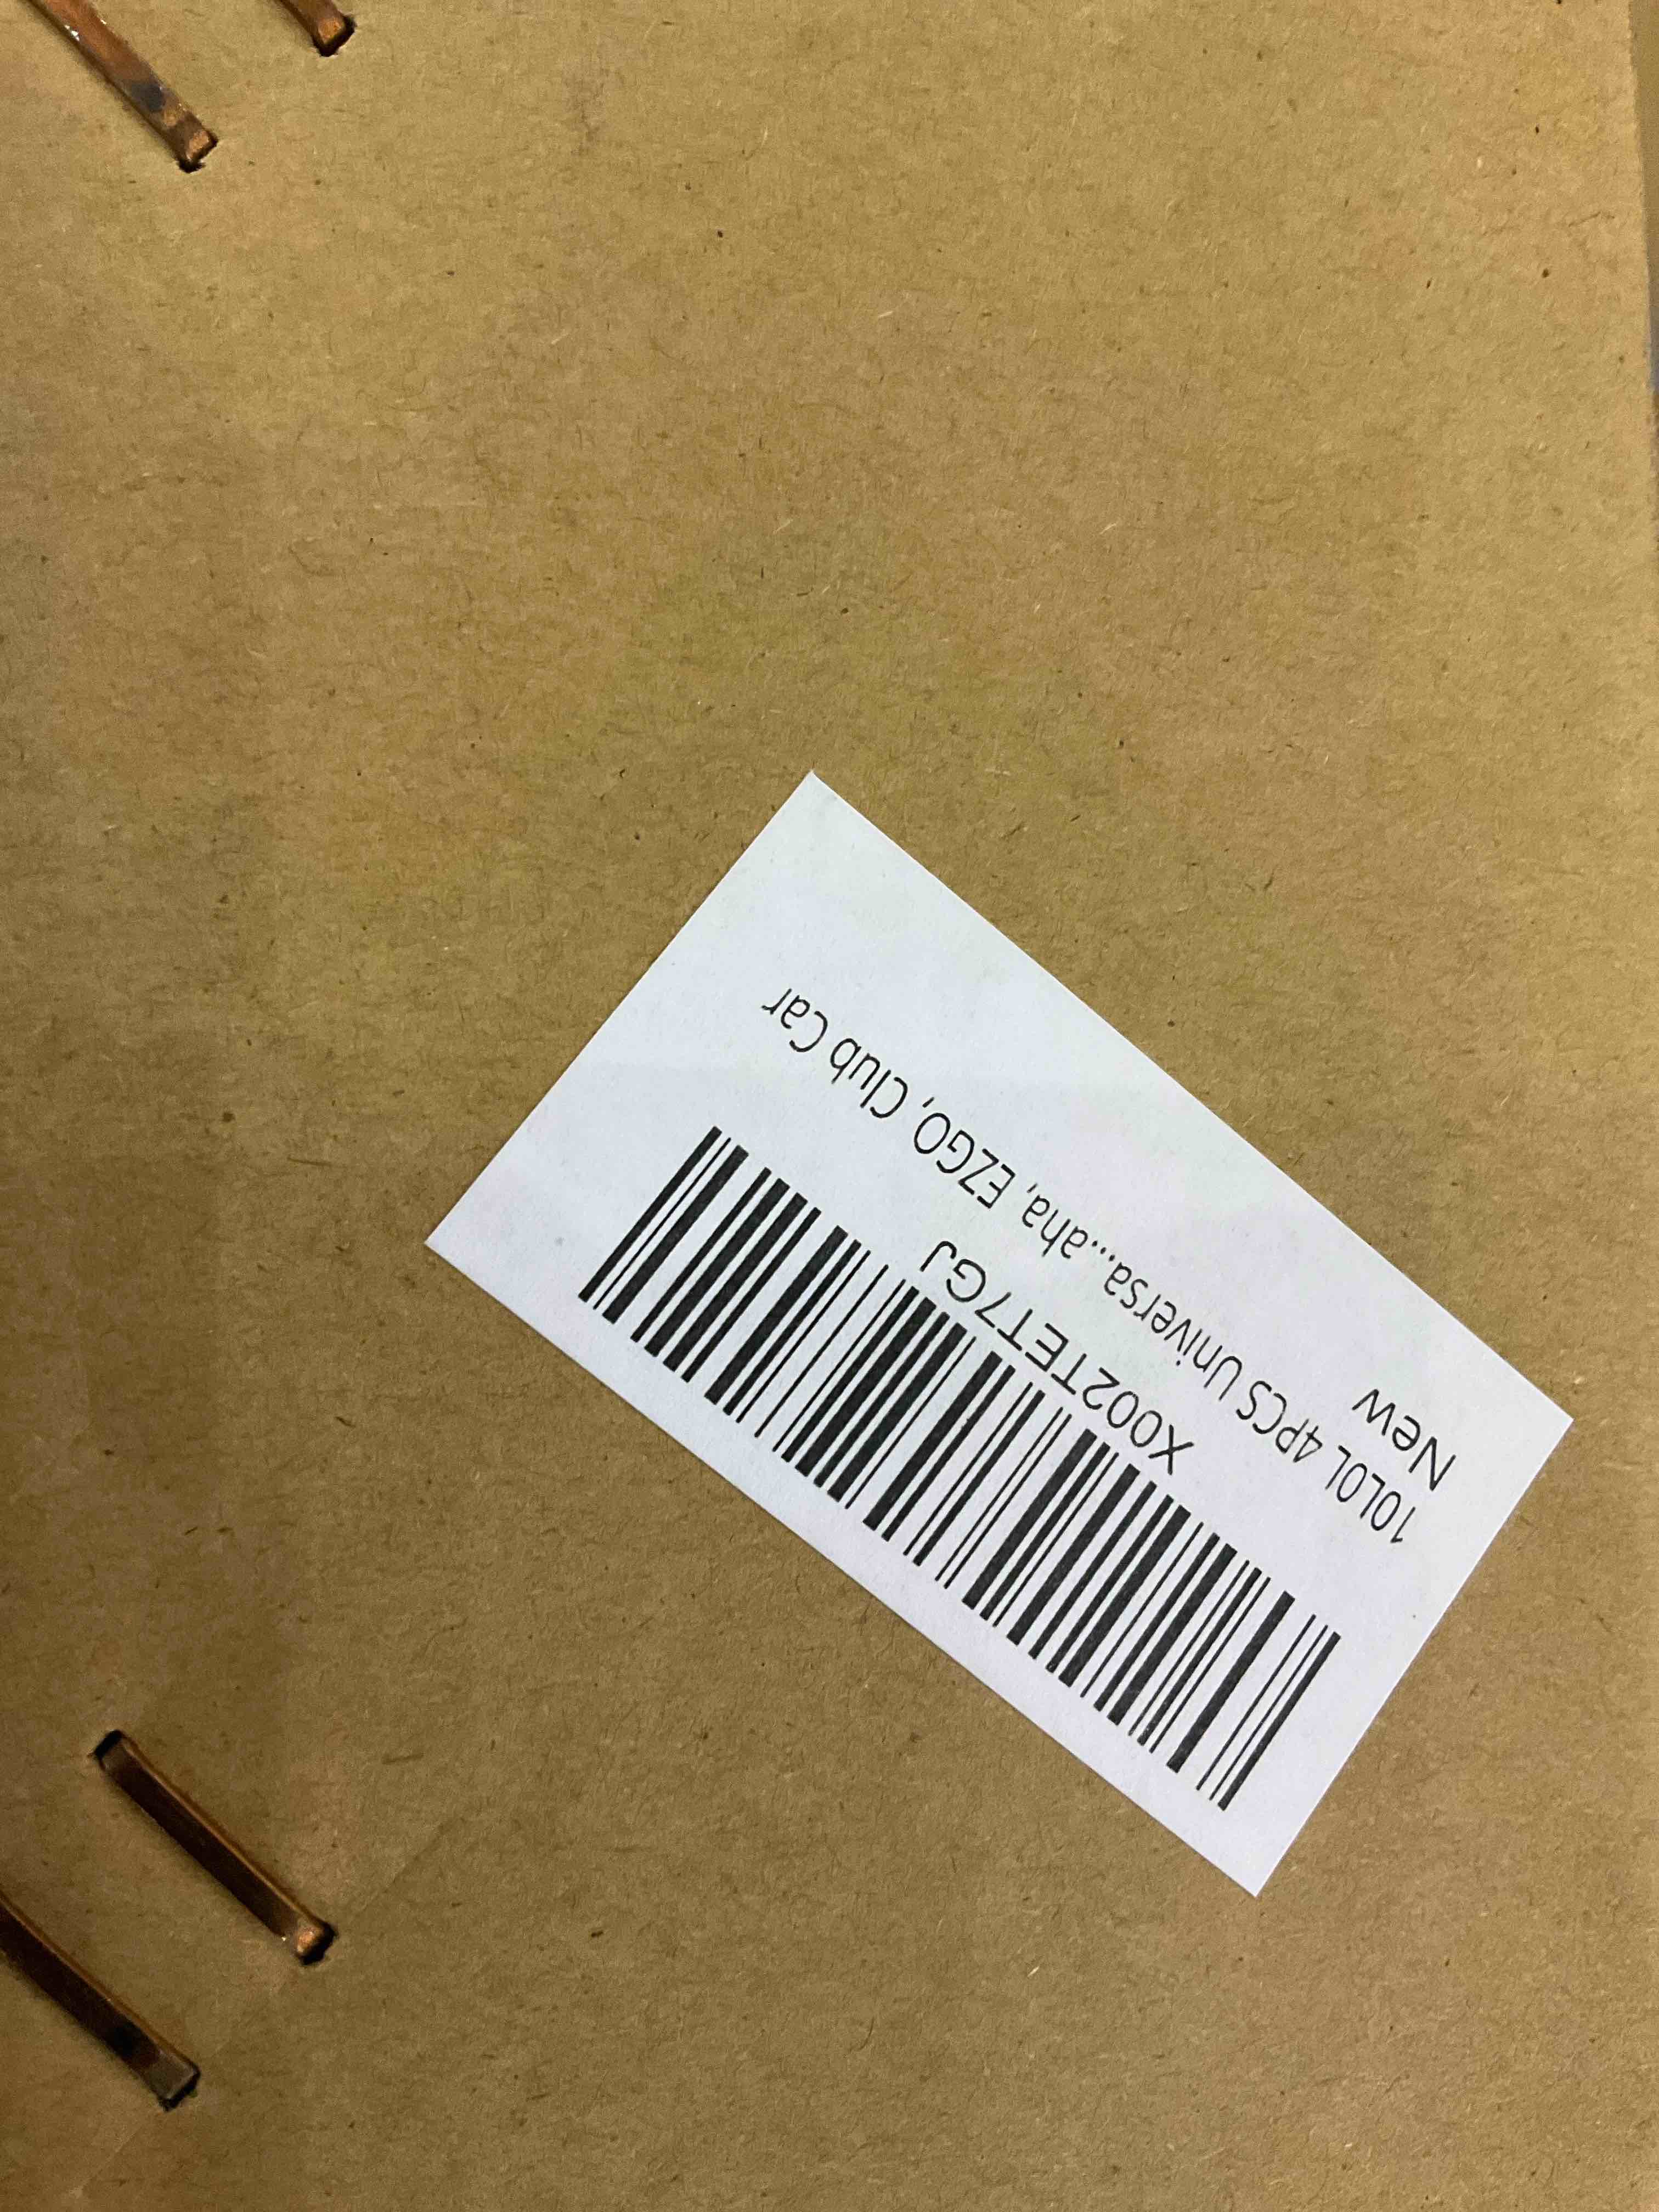 X002TET7GJ
10L0L 4PCS Universa...aha, EZGO, Club Car
New